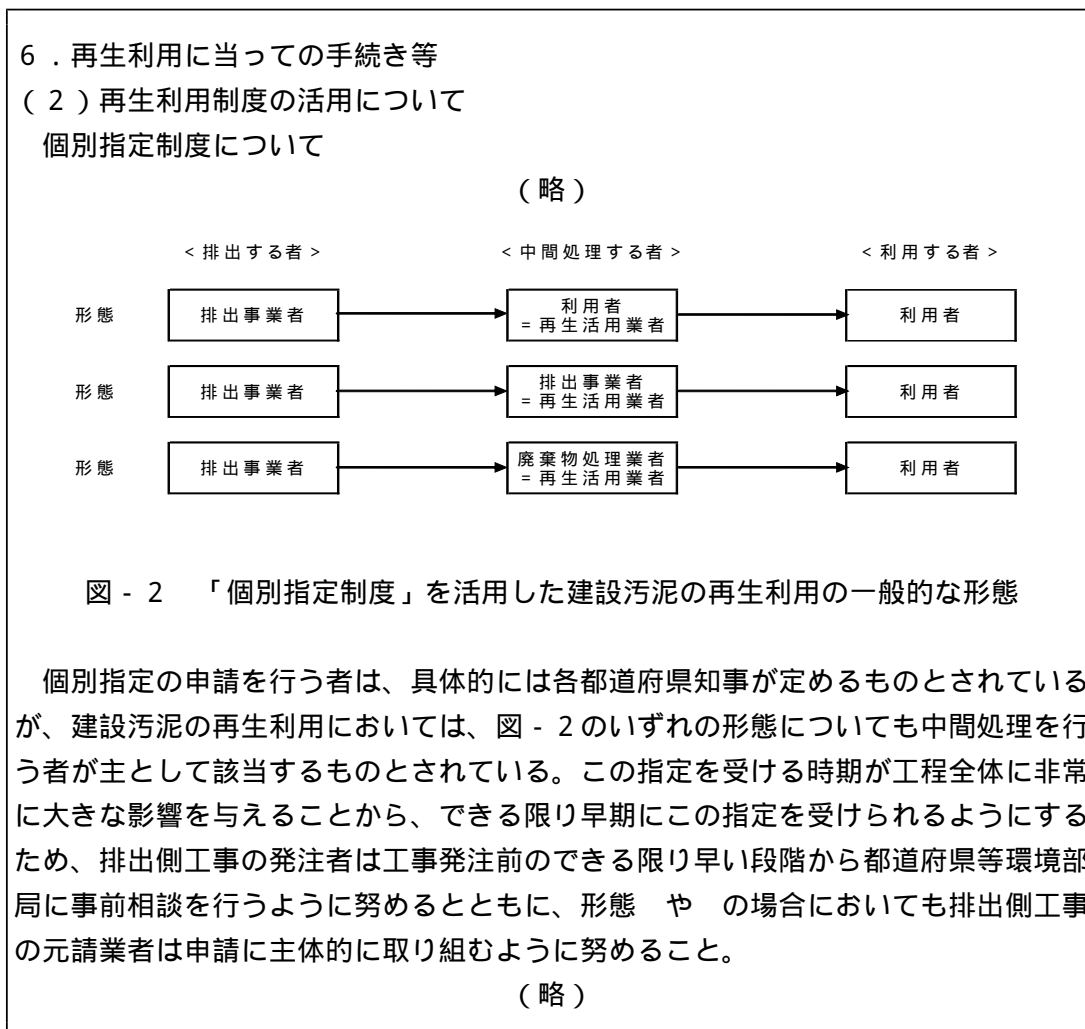 6．再生利用に当っての手続き等
(2)再生利用制度の活用について
個別指定制度について
(略)
<排出する者> <中間処理する者> <利用する者>
形態 排出事業者 利用者
=再生活用業者 利用者
形態 排出事業者 排出事業者
=再生活用業者 利用者
形態 排出事業者 廃棄物処理業者
=再生活用業者 利用者
図-2 「個別指定制度」を活用した建設汚泥の再生利用の一般的な形態
個別指定の申請を行う者は、具体的には各都道府県知事が定めるものとされている
が、建設汚泥の再生利用においては、図-2のいずれの形態についても中間処理を行
う者が主として該当するものとされている。この指定を受ける時期が工程全体に非常
に大きな影響を与えることから、できる限り早期にこの指定を受けられるようにする
ため、排出側工事の発注者は工事発注前のできる限り早い段階から都道府県等環境部
局に事前相談を行うように努めるとともに、形態 や の場合においても排出側工事
の元請業者は申請に主体的に取り組むように努めること。
(略)